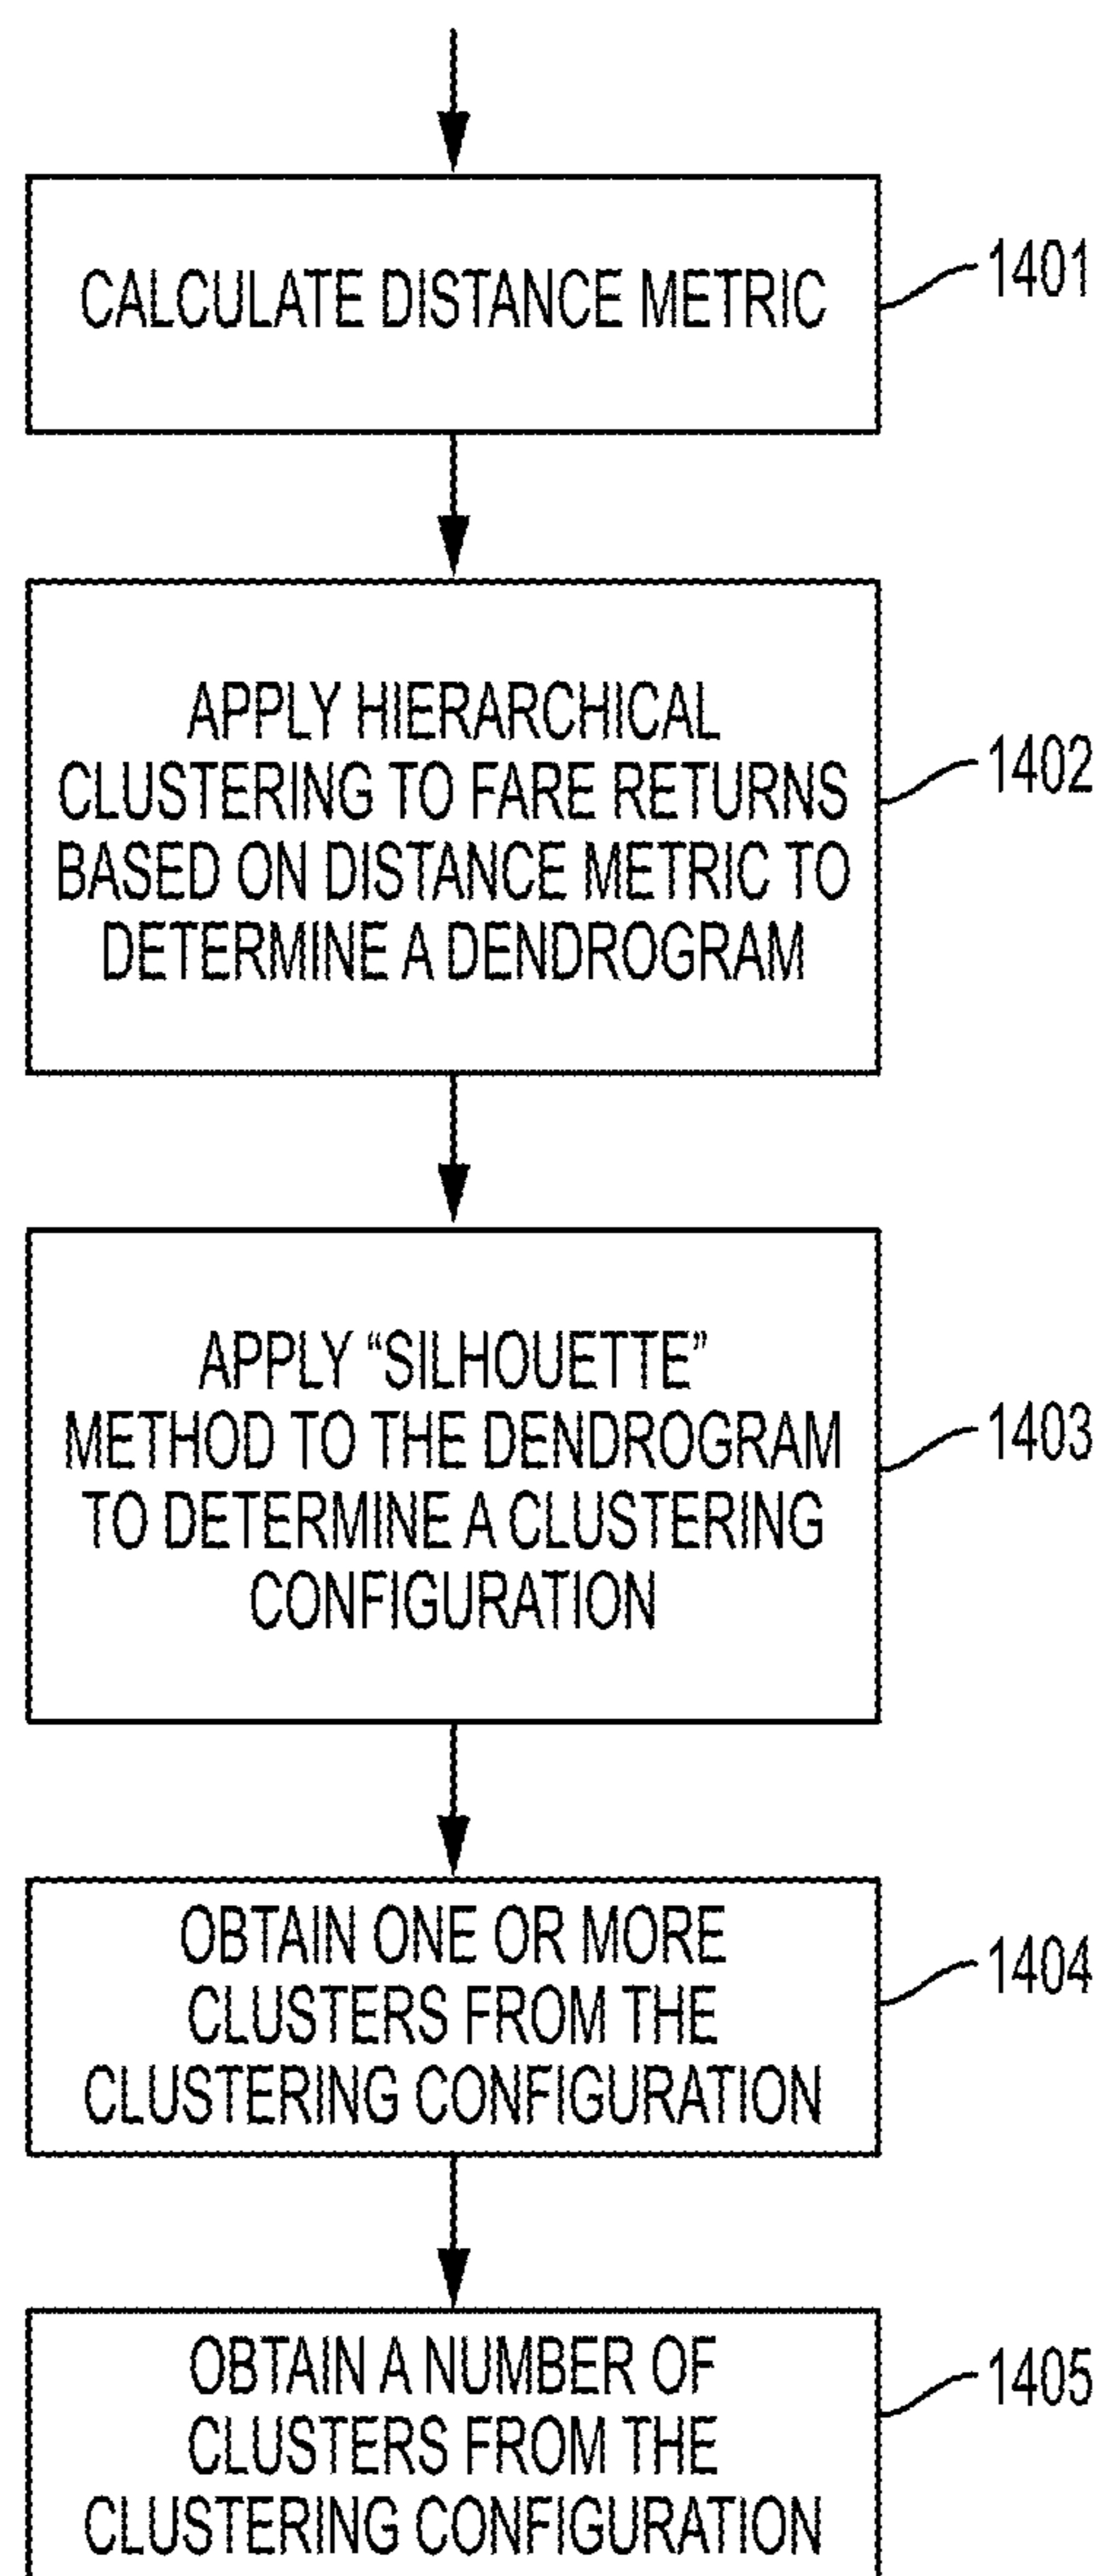 CALCULATE DISTANCE METRIC
1401
APPLY HIERARCHICAL
CLUSTERING TO FARE RETURNS
BASED ON DISTANCE METRIC TO
DETERMINE A DENDROGRAM
1402
APPLY “SILHOUETTE”
METHOD TO THE DENDROGRAM
TO DETERMINE A CLUSTERING
CONFIGURATION
1403
OBTAIN ONE OR MORE
CLUSTERS FROM THE
CLUSTERING CONFIGURATION
1404
OBTAIN A NUMBER OF
CLUSTERS FROM THE
CLUSTERING CONFIGURATION
1405